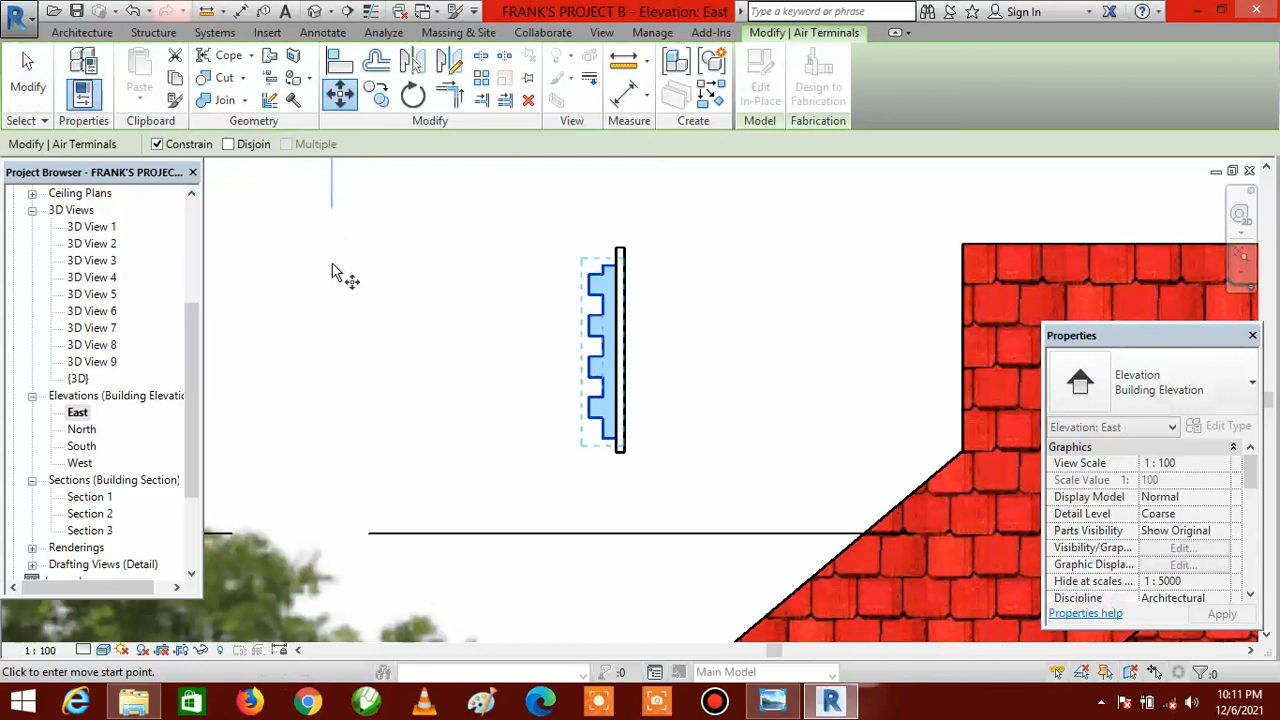 FRANK'S PROJECT B - Elevation: East
Type a keyword or phrase
Sign In
Architecture Structure Systems Insert Annotate Analyze Massing & Site Collaborate View Manage Add-Ins Modify | Air Terminals
Modify
Paste
Cope
Cut
Join
Edit
In-Place
Design to
Fabrication
Select Properties Clipboard Geometry Modify View Measure Create Model Fabrication
Modify | Air Terminals Constrain Disjoin Multiple
Project Browser - FRANK'S PROJEC...
Ceiling Plans
3D Views
3D View 1
3D View 2
3D View 3
3D View 4
3D View 5
3D View 6
3D View 7
3D View 8
3D View 9
{3D}
Elevations (Building Elevatic
East
North
South
West
Sections (Building Section)
Section 1
Section 2
Section 3
Renderings
Drafting Views (Detail)
Properties
Elevation
Building Elevation
Elevation: East Edit Type
Graphics
View Scale 1 : 100
Scale Value 1: 100
Display Model Normal
Detail Level Coarse
Parts Visibility Show Original
Visibility/Grap... Edit...
Graphic Displa... Edit...
Hide at scales ... 1 : 5000
Discipline Architectural
Properties help Apply
1 : 100
Click to enter move start point.
:0
Main Model
:0
10:11 PM
12/6/2021